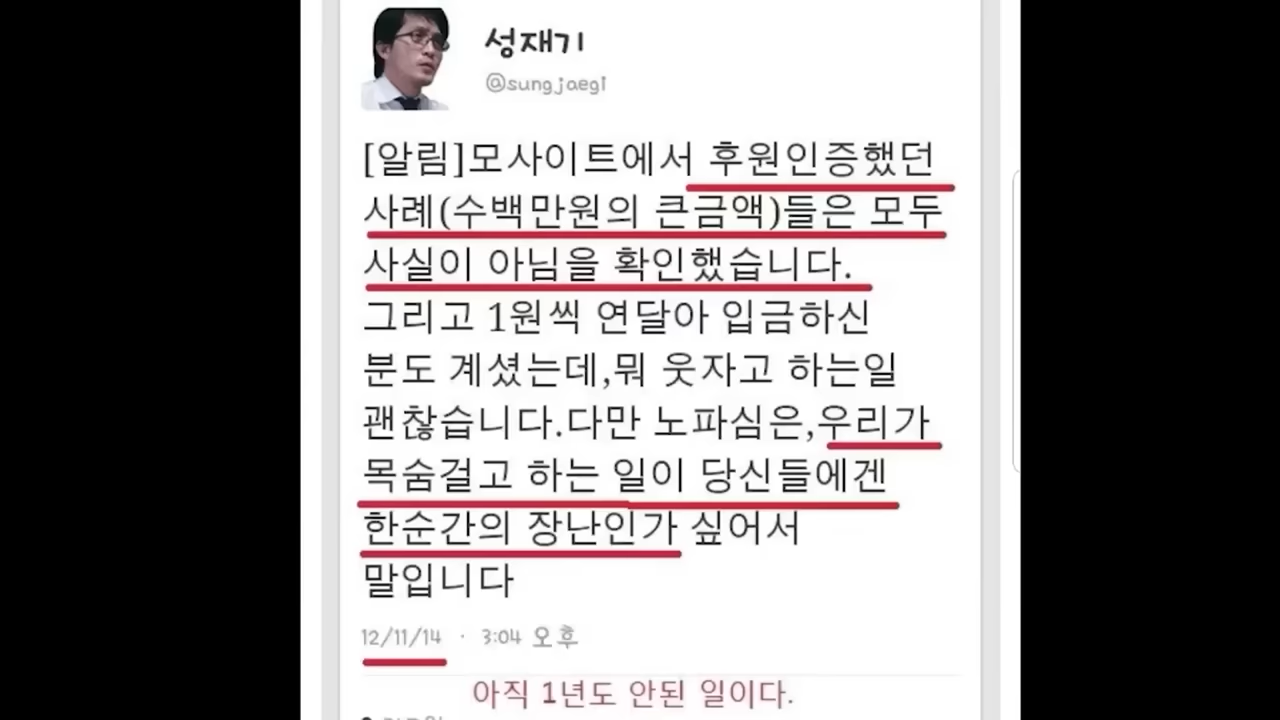 성재기
@sungjaegi
[알림]모사이트에서 후원인증했던
사례(수백만원의 큰금액)들은 모두
사실이 아님을 확인했습니다.
그리고 1원씩 연달아 입금하신
분도 계셨는데,뭐 웃자고 하는일
괜찮습니다.다만 노파심은,우리가
목숨걸고 하는 일이 당신들에겐
한순간의 장난인가 싶어서
말입니다
12/11/14 · 3:04 오후
아직 1년도 안된 일이다.